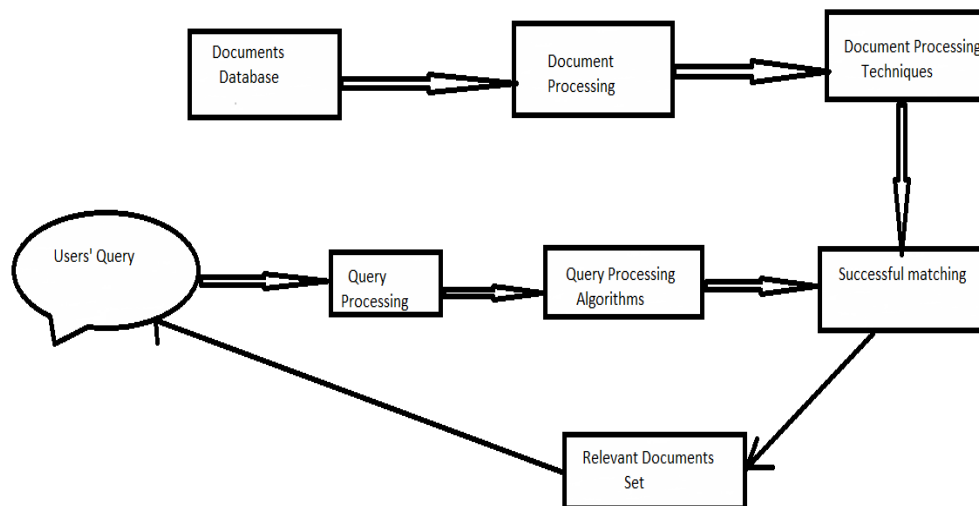 Documents
Database
Document
Processing
Document Processing
Techniques
Users' Query
Query
Processing
Query Processing
Algorithms
Successful matching
Relevant Documents
Set